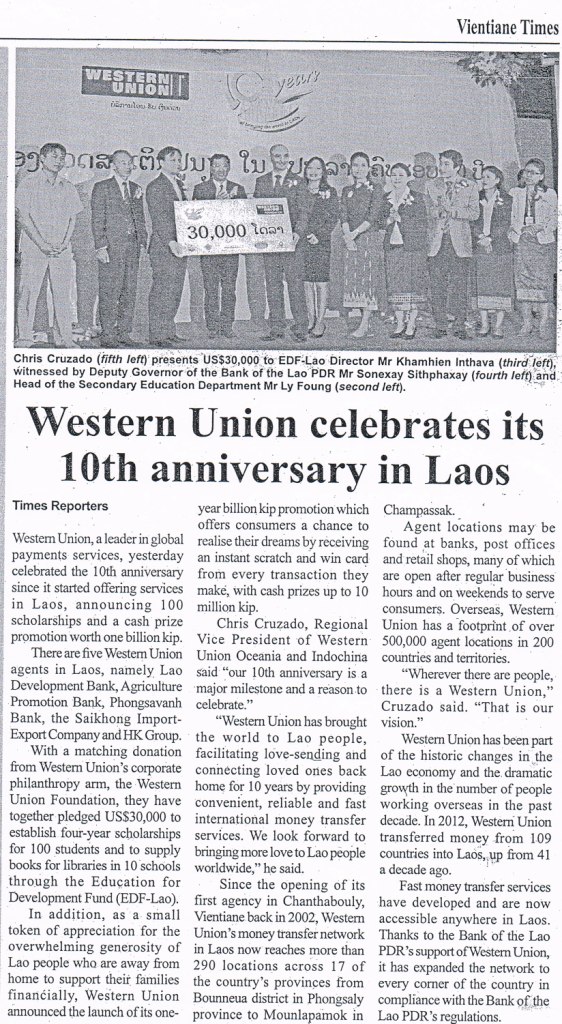 Vientiane Times
WESTERN
UNION
years
30,000 ໂດລາ
Chris Cruzado (fifth left) presents US$30,000 to EDF-Lao Director Mr Khamhien Inthava (third left),
witnessed by Deputy Governor of the Bank of the Lao PDR Mr Sonexay Sithphaxay (fourth left) and
Head of the Secondary Education Department Mr Ly Foung (second left).
Western Union celebrates its
10th anniversary in Laos
Times Reporters
Western Union, a leader in global
payments services, yesterday
celebrated the 10th anniversary
since it started offering services
in Laos, announcing 100
scholarships and a cash prize
promotion worth one billion kip.
There are five Western Union
agents in Laos, namely Lao
Development Bank, Agriculture
Promotion Bank, Phongsavanh
Bank, the Saikhong Import-
Export Company and HK Group.
With a matching donation
from Western Union's corporate
philanthropy arm, the Western
Union Foundation, they have
together pledged US$30,000 to
establish four-year scholarships
for 100 students and to supply
books for libraries in 10 schools
through the Education for
Development Fund (EDF-Lao).
In addition, as a small
token of appreciation for the
overwhelming generosity of
Lao people who are away from
home to support their families
financially, Western Union
announced the launch of its one-
year billion kip promotion which
offers consumers a chance to
realise their dreams by receiving
an instant scratch and win card
from every transaction they
make, with cash prizes up to 10
million kip.
Chris Cruzado, Regional
Vice President of Western
Union Oceania and Indochina
said "our 10th anniversary is a
major milestone and a reason to
celebrate."
"Western Union has brought
the world to Lao people,
facilitating love-sending and
connecting loved ones back
home for 10 years by providing
convenient, reliable and fast
international money transfer
services. We look forward to
bringing more love to Lao people
worldwide," he said.
Since the opening of its
first agency in Chanthabouly,
Vientiane back in 2002, Western
Union's money transfer network
in Laos now reaches more than
290 locations across 17 of
the country's provinces from
Bounneua district in Phongsaly
province to Mounlapamok in
Champassak.
Agent locations may be
found at banks, post offices
and retail shops, many of which
are open after regular business
hours and on weekends to serve
consumers. Overseas, Western
Union has a footprint of over
500,000 agent locations in 200
countries and territories.
"Wherever there are people,
there is a Western Union,"
Cruzado said. "That is our
vision."
Western Union has been part
of the historic changes in the
Lao economy and the dramatic
growth in the number of people
working overseas in the past
decade. In 2012, Western Union
transferred money from 109
countries into Laos, up from 41
a decade ago.
Fast money transfer services
have developed and are now
accessible anywhere in Laos.
Thanks to the Bank of the Lao
PDR's support of Western Union,
it has expanded the network to
every corner of the country in
compliance with the Bank of the
Lao PDR's regulations.